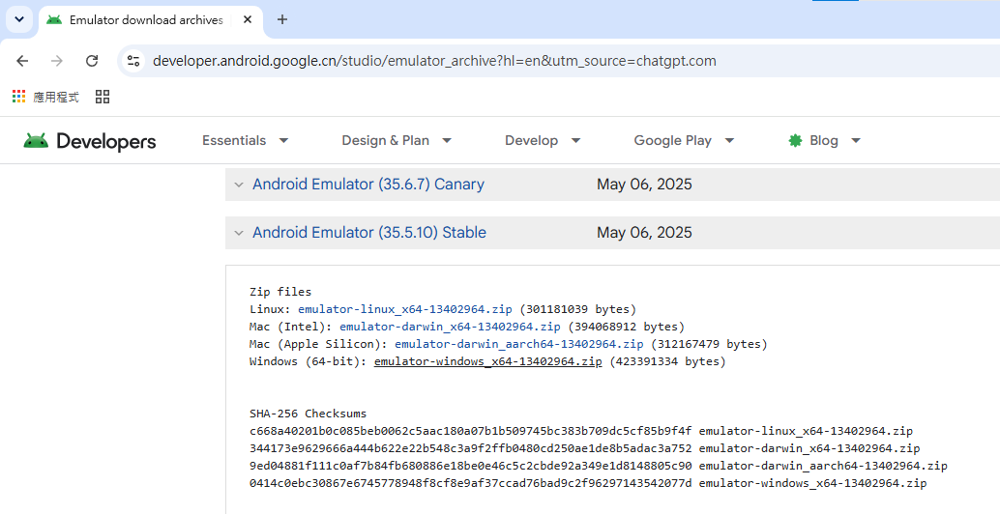 Emulator download archives
developer.android.google.cn/studio/emulator_archive?hl=en&utm_source=chatgpt.com
應用程式
Developers Essentials Design & Plan Develop Google Play Blog
Android Emulator (35.6.7) Canary May 06, 2025
Android Emulator (35.5.10) Stable May 06, 2025
Zip files
Linux: emulator-linux_x64-13402964.zip (301181039 bytes)
Mac (Intel): emulator-darwin_x64-13402964.zip (394068912 bytes)
Mac (Apple Silicon): emulator-darwin_aarch64-13402964.zip (312167479 bytes)
Windows (64-bit): emulator-windows_x64-13402964.zip (423391334 bytes)
SHA-256 Checksums
c668a40201b0c085beb0062c5aac180a07b1b509745bc383b709dc5cf85b9f4f emulator-linux_x64-13402964.zip
344173e9629666a444b622e22b548c3a9f2ffb0480cd250ae1de8b5adac3a752 emulator-darwin_x64-13402964.zip
9ed04881f111c0af7b84fb680886e18be0e46c5c2cbde92a349e1d8148805c90 emulator-darwin_aarch64-13402964.zip
0414c0ebc30867e6745778948f8cf8e9af37ccad76bad9c2f96297143542077d emulator-windows_x64-13402964.zip